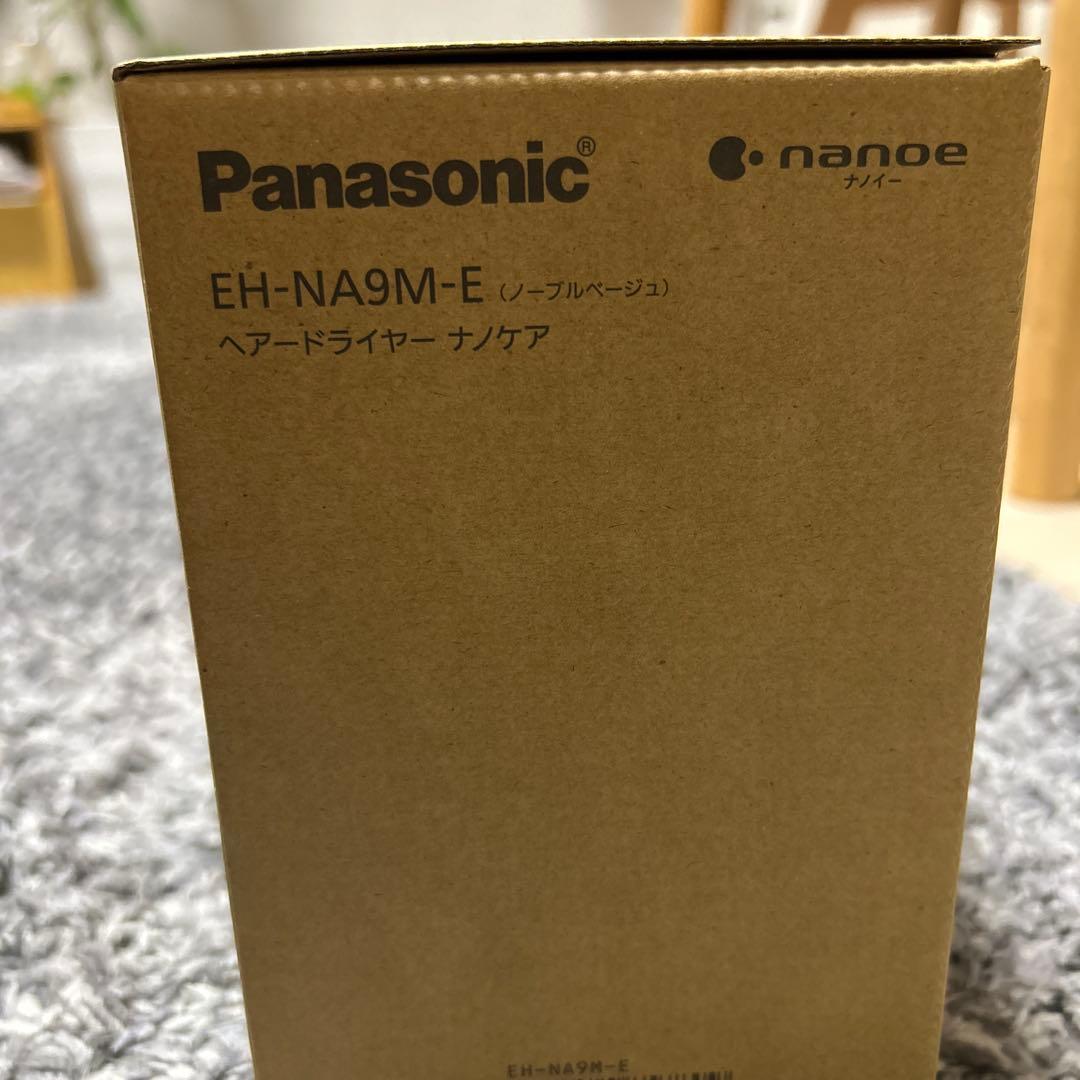 Panasonic®
nanoe
ナノイー
EH-NA9M-E（ノーブルベージュ）
ヘアードライヤー ナノケア
EH-NA9M-E